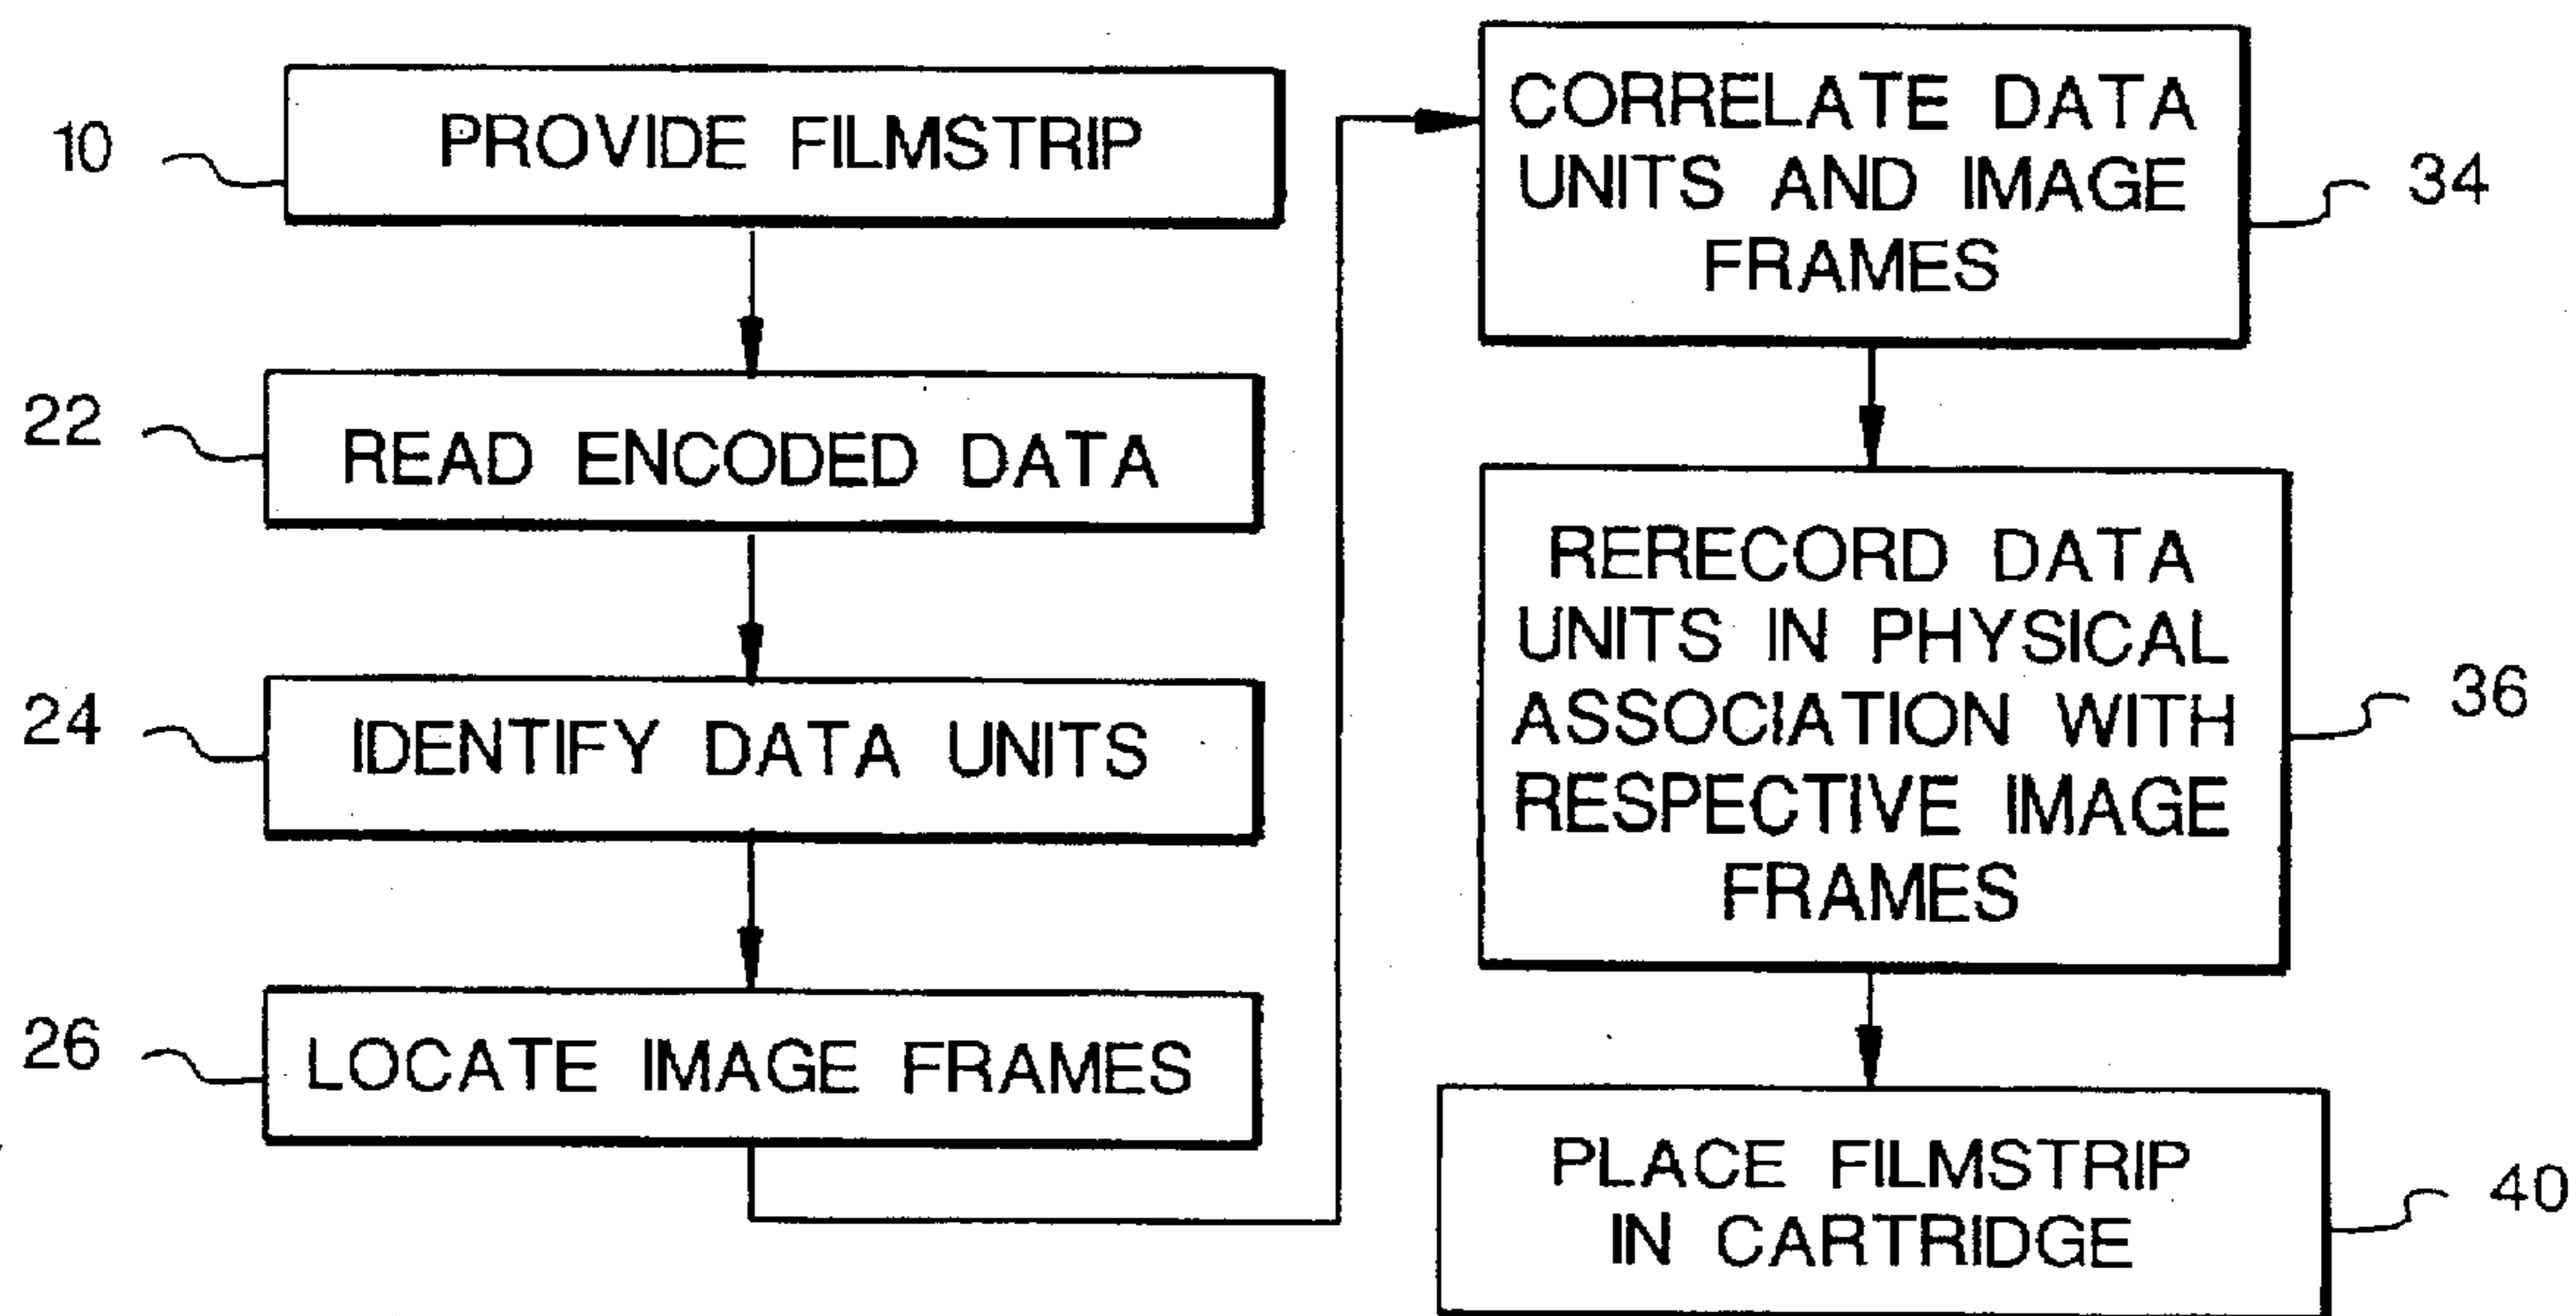 10
PROVIDE FILMSTRIP
22
READ ENCODED DATA
24
IDENTIFY DATA UNITS
26
LOCATE IMAGE FRAMES
CORRELATE DATA
UNITS AND IMAGE
FRAMES
34
RERECORD DATA
UNITS IN PHYSICAL
ASSOCIATION WITH
RESPECTIVE IMAGE
FRAMES
36
PLACE FILMSTRIP
IN CARTRIDGE
40